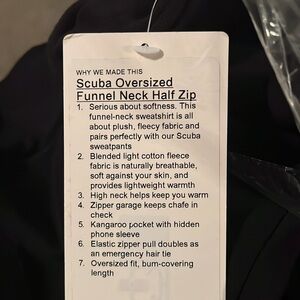 WHY WE MADE THIS
Scuba Oversized
Funnel Neck Half Zip
1. Serious about softness. This
funnel-neck sweatshirt is all
about plush, fleecy fabric and
pairs perfectly with our Scuba
sweatpants
2. Blended light cotton fleece
fabric is naturally breathable,
soft against your skin, and
provides lightweight warmth
3. High neck helps keep you warm
4. Zipper garage keeps chafe in
check
5. Kangaroo pocket with hidden
phone sleeve
6. Elastic zipper pull doubles as
an emergency hair tie
7. Oversized fit, bum-covering
length